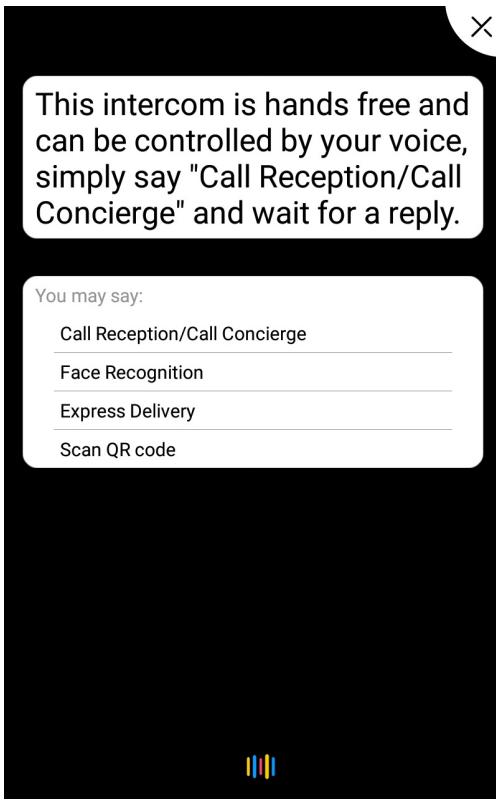 This intercom is hands free and
can be controlled by your voice,
simply say "Call Reception/Call
Concierge" and wait for a reply.
You may say:
Call Reception/Call Concierge
Face Recognition
Express Delivery
Scan QR code